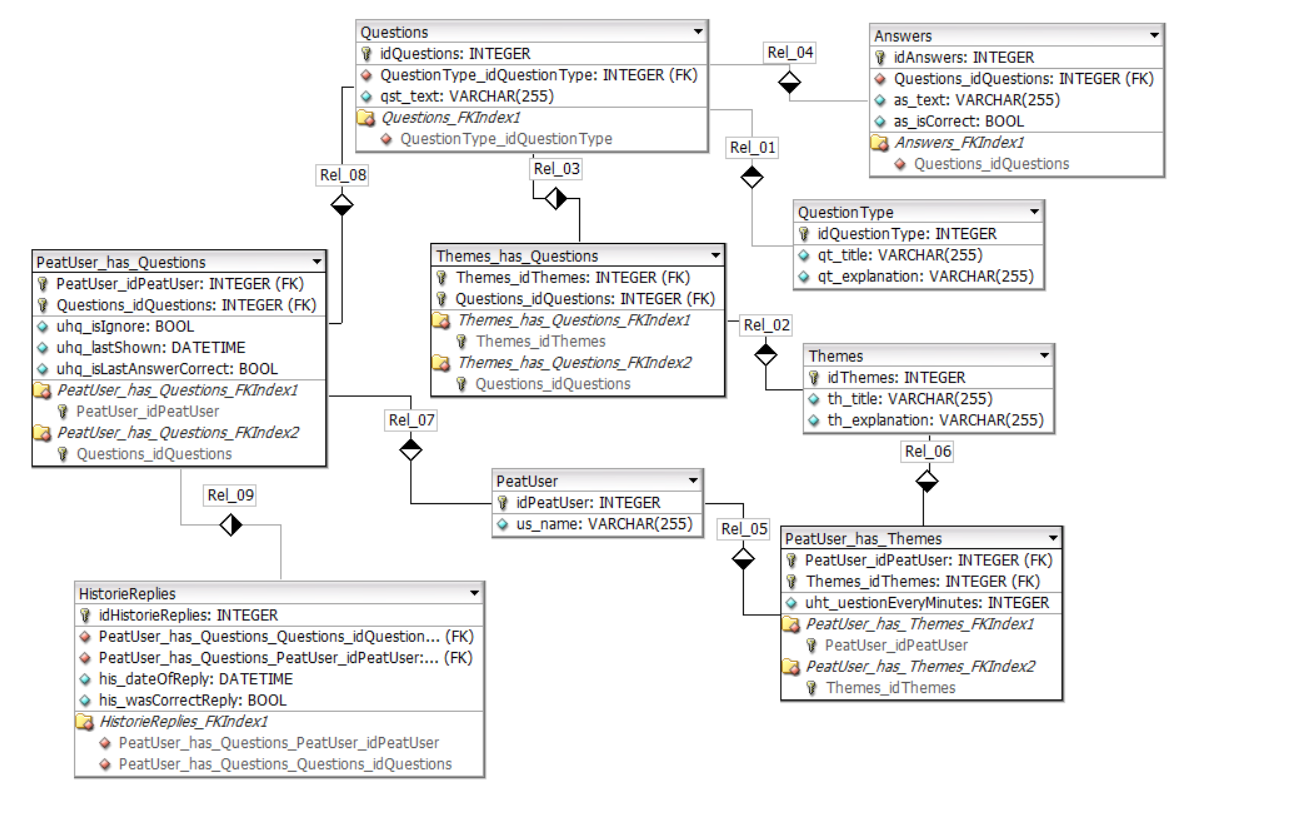 Questions
idQuestions: INTEGER
QuestionType_idQuestionType: INTEGER (FK)
qst_text: VARCHAR(255)
Questions_FKIndex1
QuestionType_idQuestionType
Rel_04
Answers
idAnswers: INTEGER
Questions_idQuestions: INTEGER (FK)
as_text: VARCHAR(255)
as_isCorrect: BOOL
Answers_FKIndex1
Questions_idQuestions
Rel_01
Rel_03
Rel_08
QuestionType
idQuestionType: INTEGER
qt_title: VARCHAR(255)
qt_explanation: VARCHAR(255)
PeatUser_has_Questions
PeatUser_idPeatUser: INTEGER (FK)
Questions_idQuestions: INTEGER (FK)
uhq_isIgnore: BOOL
uhq_lastShown: DATETIME
uhq_isLastAnswerCorrect: BOOL
PeatUser_has_Questions_FKIndex1
PeatUser_idPeatUser
PeatUser_has_Questions_FKIndex2
Questions_idQuestions
Themes_has_Questions
Themes_idThemes: INTEGER (FK)
Questions_idQuestions: INTEGER (FK)
Themes_has_Questions_FKIndex1
Themes_idThemes
Themes_has_Questions_FKIndex2
Questions_idQuestions
Rel_02
Themes
idThemes: INTEGER
th_title: VARCHAR(255)
th_explanation: VARCHAR(255)
Rel_07
Rel_06
Rel_09
PeatUser
idPeatUser: INTEGER
us_name: VARCHAR(255)
Rel_05
PeatUser_has_Themes
PeatUser_idPeatUser: INTEGER (FK)
Themes_idThemes: INTEGER (FK)
uht_uestionEveryMinutes: INTEGER
PeatUser_has_Themes_FKIndex1
PeatUser_idPeatUser
PeatUser_has_Themes_FKIndex2
Themes_idThemes
HistorieReplies
idHistorieReplies: INTEGER
PeatUser_has_Questions_Questions_idQuestion... (FK)
PeatUser_has_Questions_PeatUser_idPeatUser:... (FK)
his_dateOfReply: DATETIME
his_wasCorrectReply: BOOL
HistorieReplies_FKIndex1
PeatUser_has_Questions_PeatUser_idPeatUser
PeatUser_has_Questions_Questions_idQuestions